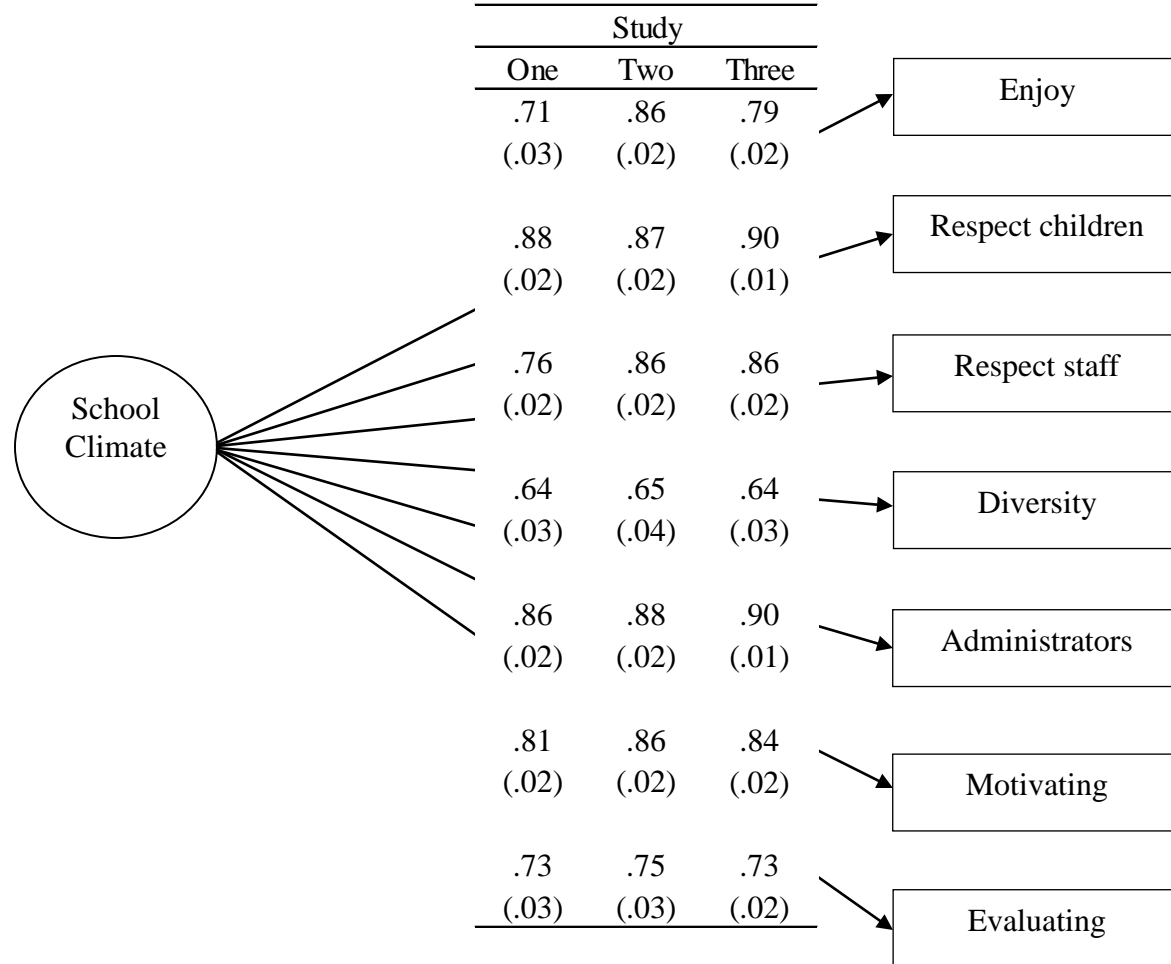 Study
One Two Three
.71 .86 .79
(.03) (.02) (.02)
Enjoy
.88 .87 .90
(.02) (.02) (.01)
Respect children
.76 .86 .86
(.02) (.02) (.02)
Respect staff
School
Climate
.64 .65 .64
(.03) (.04) (.03)
Diversity
.86 .88 .90
(.02) (.02) (.01)
Administrators
.81 .86 .84
(.02) (.02) (.02)
Motivating
.73 .75 .73
(.03) (.03) (.02)
Evaluating